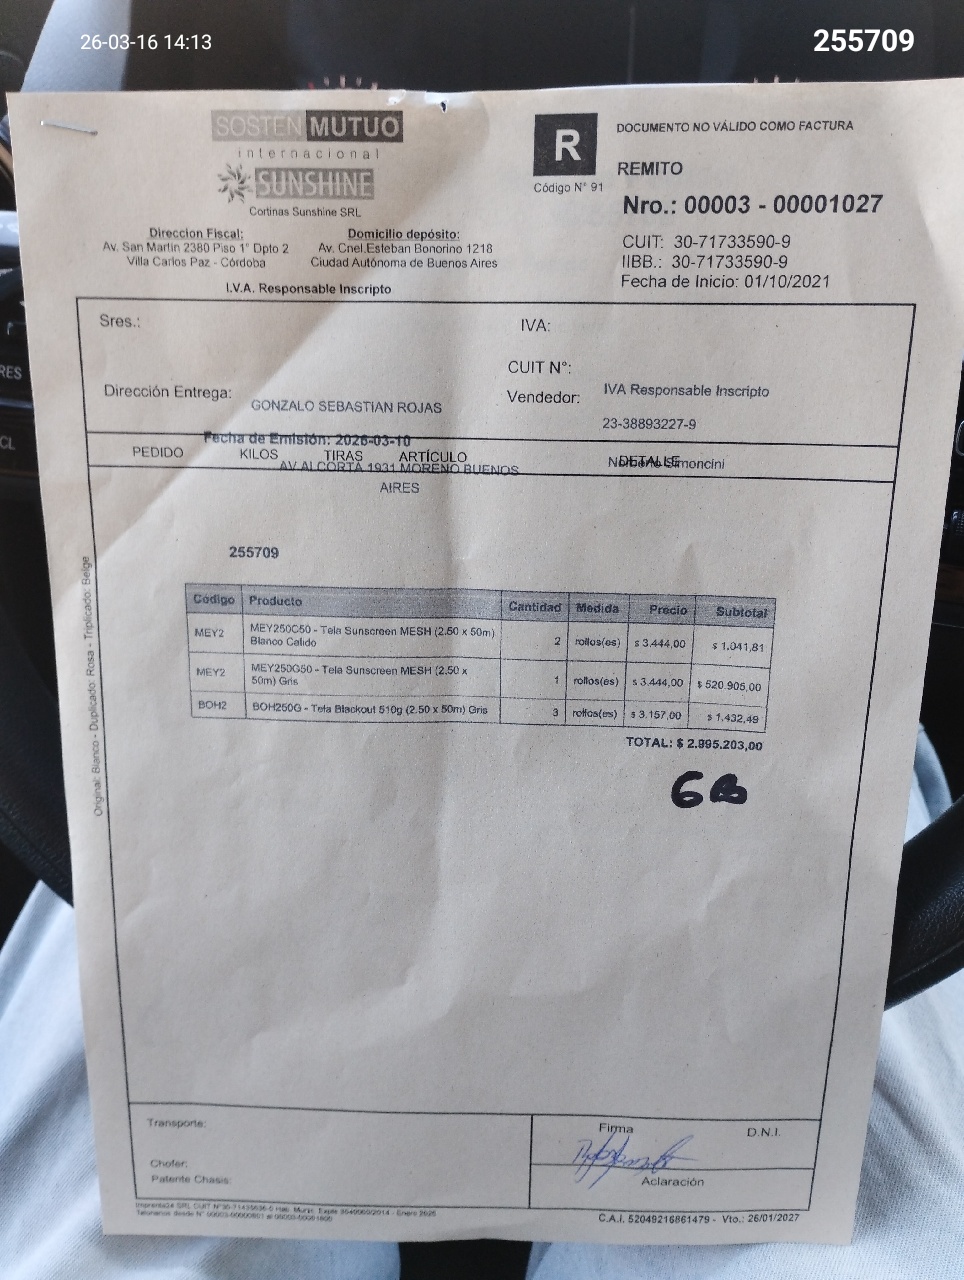 26-03-16 14:13
255709
SOSTEN MUTUO
internacional
SUNSHINE
Cortinas Sunshine SRL
Direccion Fiscal:
Av. San Martin 2380 Piso 1° Dpto 2
Villa Carlos Paz - Córdoba
Domicilio depósito:
Av. Cnel.Esteban Bonorino 1218
Ciudad Autónoma de Buenos Aires
I.V.A. Responsable Inscripto
R
Código N° 91
DOCUMENTO NO VÁLIDO COMO FACTURA
REMITO
Nro.: 00003 - 00001027
CUIT: 30-71733590-9
IIBB.: 30-71733590-9
Fecha de Inicio: 01/10/2021
Sres.:
IVA:
CUIT N°:
Dirección Entrega:
Vendedor:
IVA Responsable Inscripto
GONZALO SEBASTIAN ROJAS
23-38893227-9
Fecha de Emisión: 2026-03-10
PEDIDO KILOS TIRAS ARTÍCULO DETALLE
AV ALCORTA 1931 MORENO BUENOS
AIRES
Simoncini
255709
Código Producto Cantidad Medida Precio Subtotal
MEY2 MEY250C50 - Tela Sunscreen MESH (2.50 x 50m) Blanco Calido 2 rollos(es) $ 3.444,00 $ 1.041,81
MEY2 MEY250G50 - Tela Sunscreen MESH (2.50 x 50m) Gris 1 rollos(es) $ 3.444,00 $ 520.905,00
BOH2 BOH250G - Tela Blackout 510g (2.50 x 50m) Gris 3 rollos(es) $ 3.157,00 $ 1.432,49
TOTAL: $ 2.995.203,00
6
Original: Blanco - Duplicado: Rosa - Triplicado: Beige
Transporte:
Chofer:
Patente Chasis:
Firma
D.N.I.
Aclaración
C.A.I. 52049216861479 - Vto.: 26/01/2027